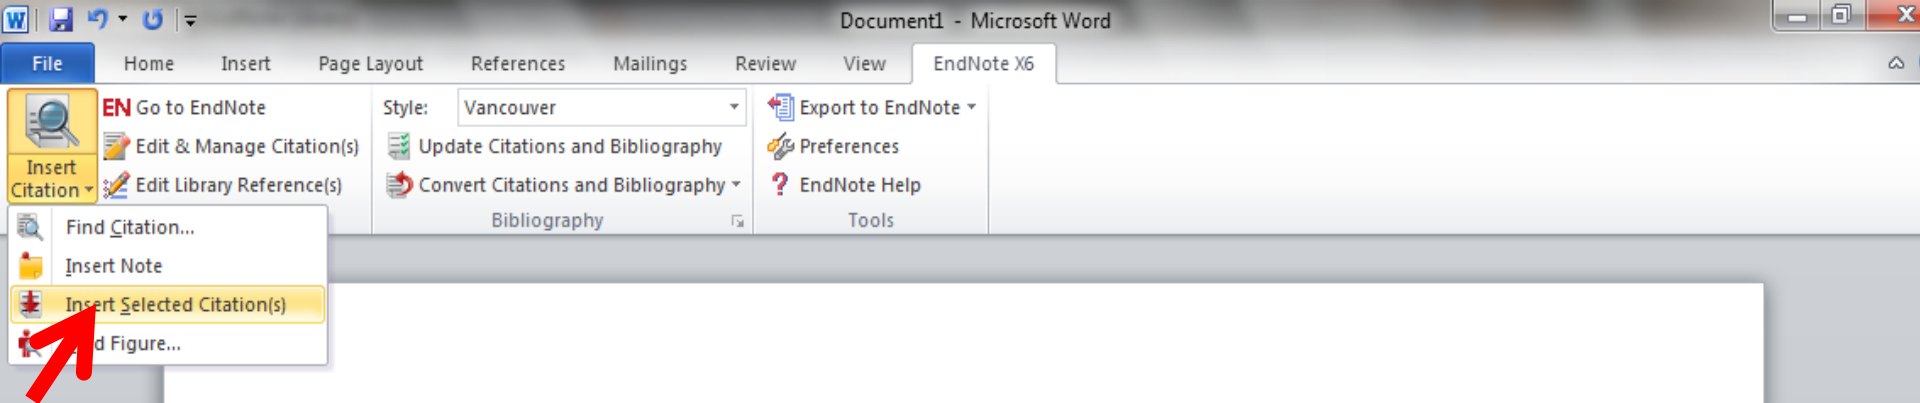 Document1 - Microsoft Word
File Home Insert Page Layout References Mailings Review View EndNote X6
Insert Citation
EN Go to EndNote
Edit & Manage Citation(s)
Edit Library Reference(s)
Style: Vancouver
Update Citations and Bibliography
Convert Citations and Bibliography
Bibliography
Export to EndNote
Preferences
? EndNote Help
Tools
Find Citation...
Insert Note
Insert Selected Citation(s)
Figure...